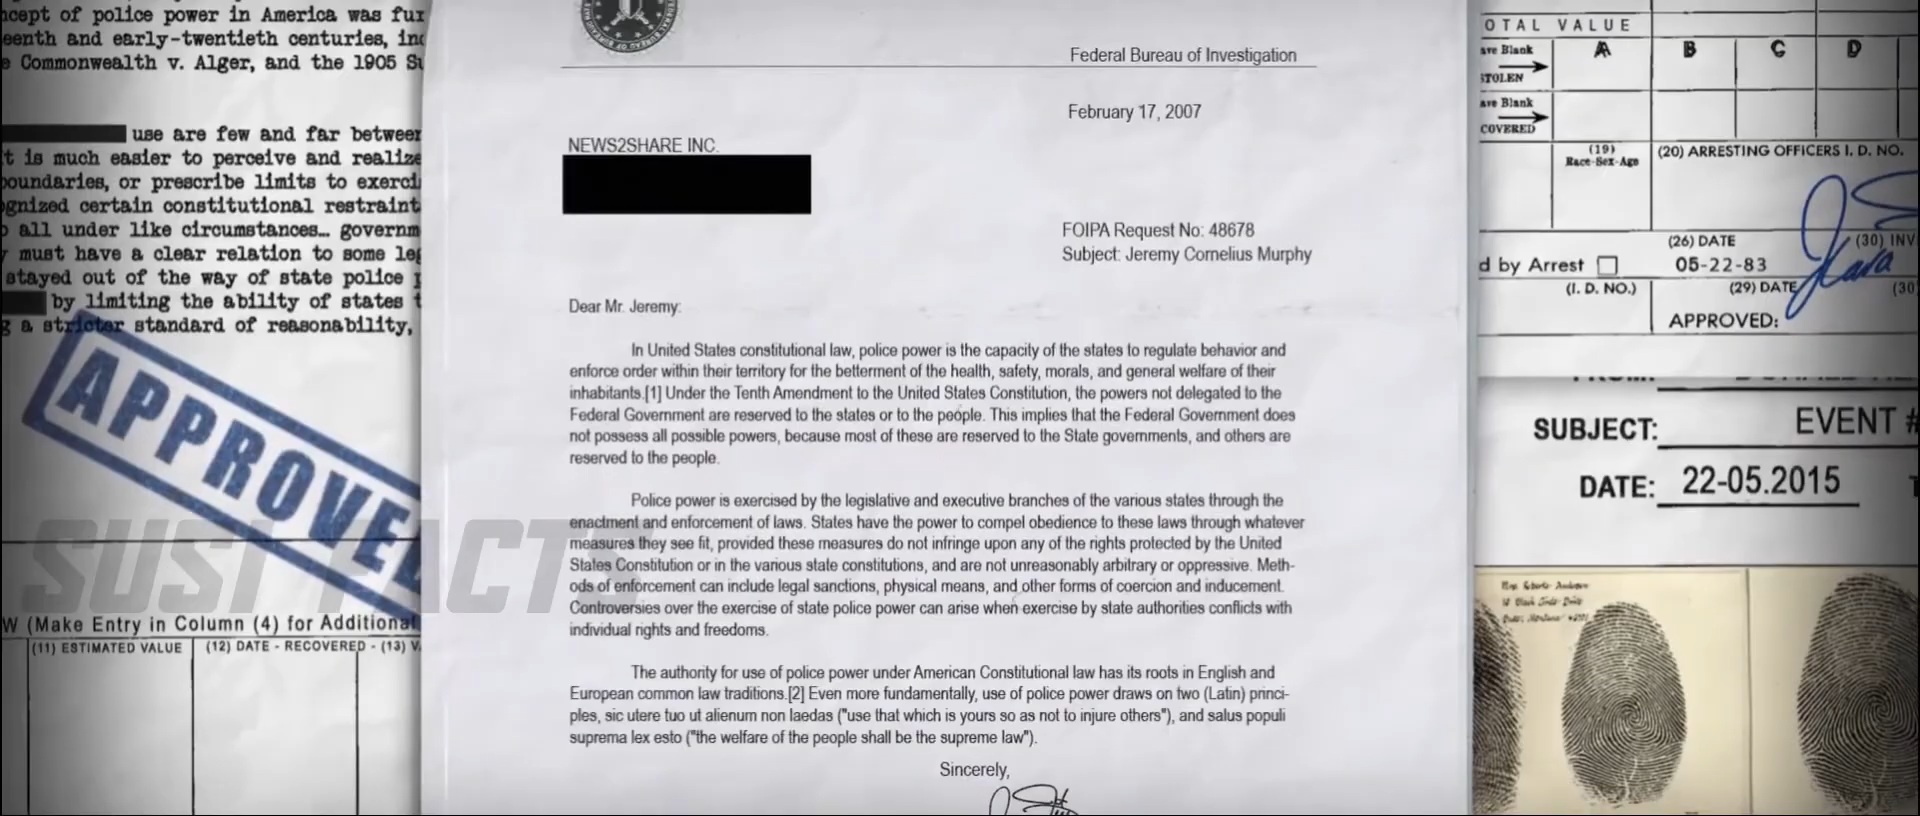 ncept of police power in America was fur
eenth and early-twentieth centuries, inc
e Commonwealth v. Alger, and the 1905 Su
use are few and far between
t is much easier to perceive and realize
boundaries, or prescribe limits to exerci
gnized certain constitutional restraint
o all under like circumstances… governm
y must have a clear relation to some leg
stayed out of the way of state police p
by limiting the ability of states t
g a stricter standard of reasonability,
APPROVED
SUSI FACTS
W (Make Entry in Column (4) for Additional
(11) ESTIMATED VALUE
(12) DATE - RECOVERED - (13) V
Federal Bureau of Investigation
February 17, 2007
NEWS2SHARE INC.
FOIPA Request No: 48678
Subject: Jeremy Cornelius Murphy
Dear Mr. Jeremy:
In United States constitutional law, police power is the capacity of the states to regulate behavior and
enforce order within their territory for the betterment of the health, safety, morals, and general welfare of their
inhabitants.[1] Under the Tenth Amendment to the United States Constitution, the powers not delegated to the
Federal Government are reserved to the states or to the people. This implies that the Federal Government does
not possess all possible powers, because most of these are reserved to the State governments, and others are
reserved to the people.
Police power is exercised by the legislative and executive branches of the various states through the
enactment and enforcement of laws. States have the power to compel obedience to these laws through whatever
measures they see fit, provided these measures do not infringe upon any of the rights protected by the United
States Constitution or in the various state constitutions, and are not unreasonably arbitrary or oppressive. Meth-
ods of enforcement can include legal sanctions, physical means, and other forms of coercion and inducement.
Controversies over the exercise of state police power can arise when exercise by state authorities conflicts with
individual rights and freedoms.
The authority for use of police power under American Constitutional law has its roots in English and
European common law traditions.[2] Even more fundamentally, use of police power draws on two (Latin) princi-
ples, sic utere tuo ut alienum non laedas ("use that which is yours so as not to injure others"), and salus populi
suprema lex esto ("the welfare of the people shall be the supreme law").
Sincerely,
OTAL VALUE
ave Blank
STOLEN
A
B
C
D
ave Blank
COVERED
(19)
Race-Sex-Age
(20) ARRESTING OFFICERS I. D. NO.
(26) DATE
(30) INV
d by Arrest
05-22-83
(I. D. NO.)
(29) DATE
(30
APPROVED:
SUBJECT:
EVENT #
DATE:
22-05.2015